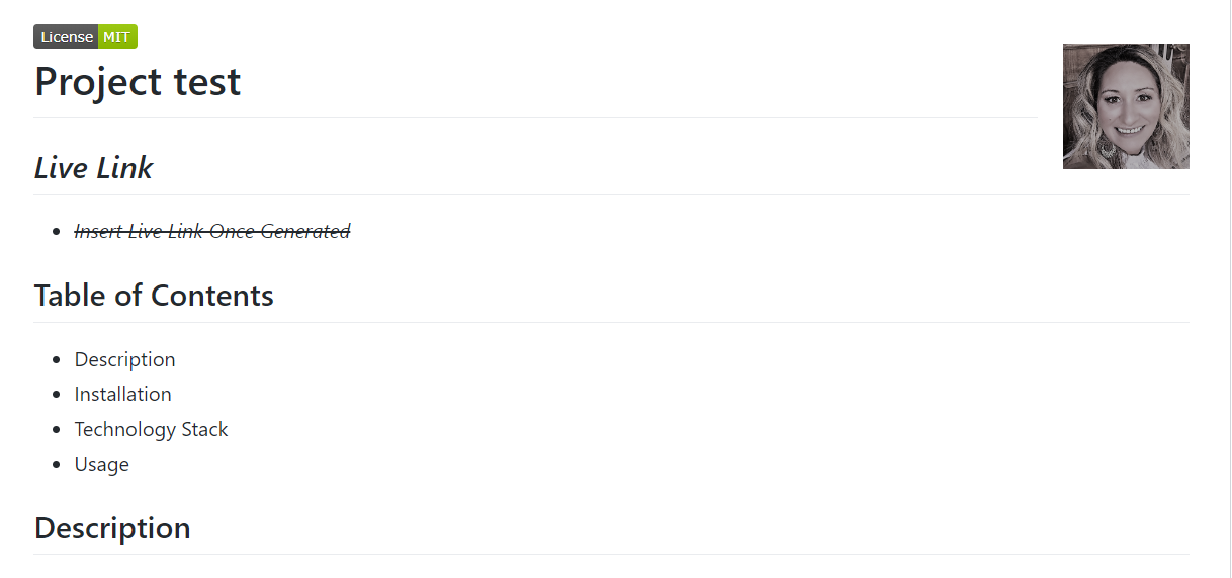 License MIT
Project test
Live Link
Insert Live Link Once Generated
Table of Contents
Description
Installation
Technology Stack
Usage
Description